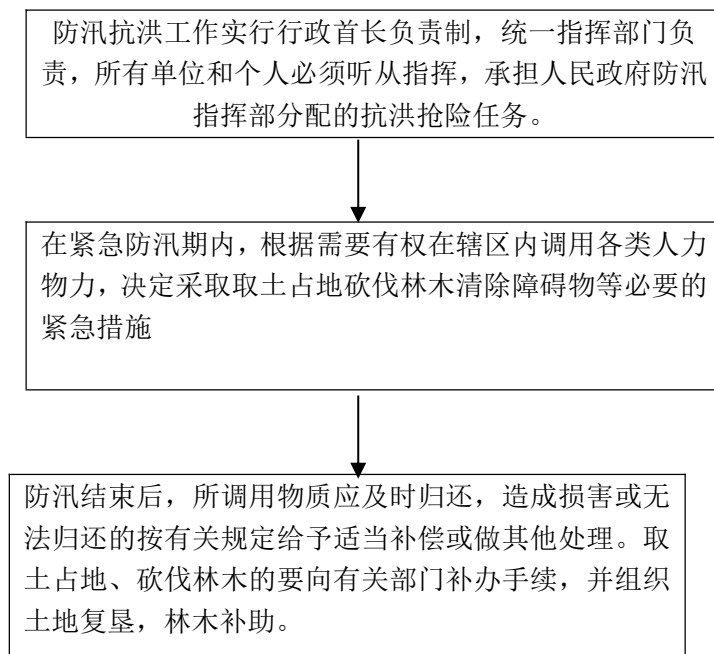 防汛抗洪工作实行行政首长负责制，统一指挥部门负
责，所有单位和个人必须听从指挥，承担人民政府防汛
指挥部分配的抗洪抢险任务。
在紧急防汛期内，根据需要有权在辖区内调用各类人力
物力，决定采取取土占地砍伐林木清除障碍物等必要的
紧急措施
防汛结束后，所调用物质应及时归还，造成损害或无
法归还的按有关规定给予适当补偿或做其他处理。取
土占地、砍伐林木的要向有关部门补办手续，并组织
土地复垦，林木补助。